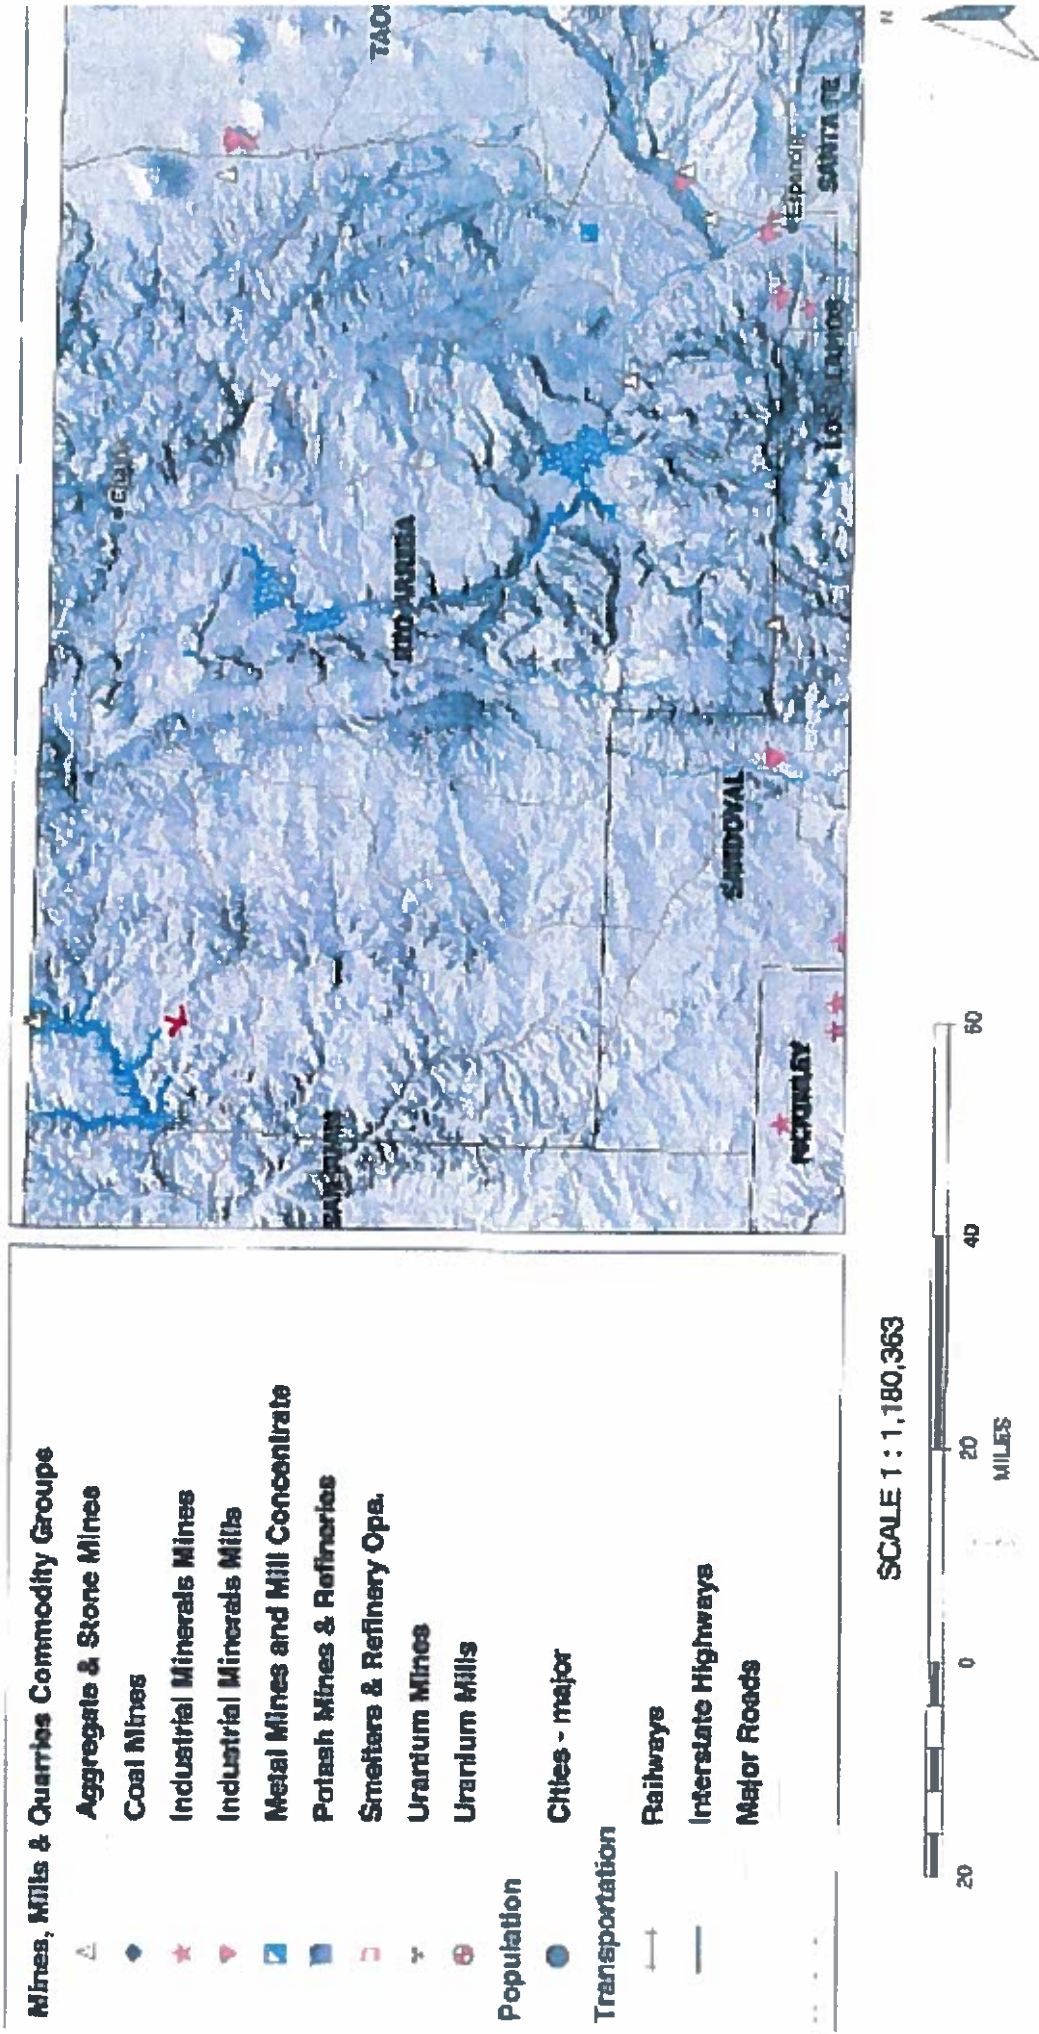 Mines, Mills & Quarries Commodity Groups
Aggregate & Stone Mines
Coal Mines
Industrial Minerals Mines
Industrial Minerals Mills
Metal Mines and Mill Concentrate
Potash Mines & Refineries
Smelters & Refinery Ops.
Uranium Mines
Uranium Mills
Population
Cities - major
Transportation
Railways
Interstate Highways
Major Roads
SAN JUAN
RIO ARRIBA
TAOS
MCKINLEY
SANDOVAL
LOS ALAMOS
SANTA FE
SCALE 1 : 1,180,363
20 0 20 40 60
MILES
N